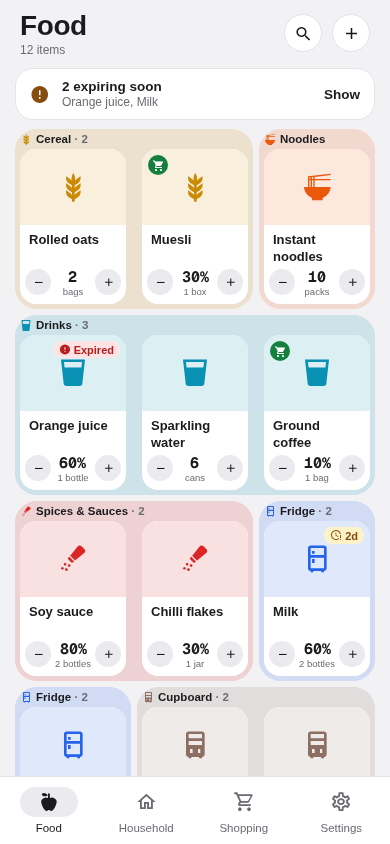 Food
12 items
2 expiring soon
Orange juice, Milk
Show
Cereal · 2
Noodles
Rolled oats
Muesli
Instant
noodles
− 2 +
bags
− 30% +
1 box
− 10 +
packs
Drinks · 3
Expired
Orange juice
Sparkling
water
Ground
coffee
− 60% +
1 bottle
− 6 +
cans
− 10% +
1 bag
Spices & Sauces · 2
Fridge · 2
2d
Soy sauce
Chilli flakes
Milk
− 80% +
2 bottles
− 30% +
1 jar
− 60% +
2 bottles
Fridge · 2
Cupboard · 2
Food
Household
Shopping
Settings